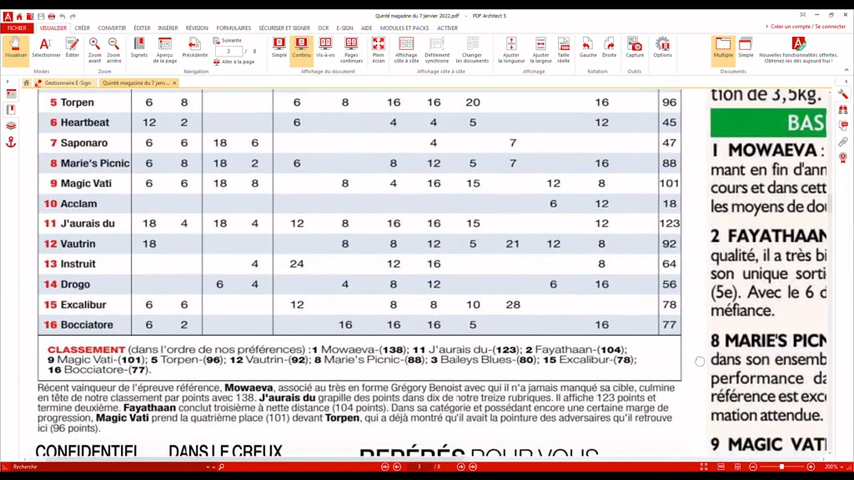 Quinté magazine du 7 janvier 2022.pdf - PDF Architect 5
FICHIER VISUALISER CRÉER CONVERTIR ÉDITER INSÉRER RÉVISION FORMULAIRES SÉCURISER ET SIGNER OCR E-SIGN AIDE MODULES ET PACKS ACTIVER
Créer un compte / Se connecter
Visualiser Sélectionner Éditer Zoom avant Zoom arrière Signets Aperçu de la page Précédente Suivante 3 / 8 Aller à la page Simple Continu Vis-à-vis Pages continues Plein écran Affichage côte à côte Défilement synchrone Changer les documents Ajuster la longueur Ajuster la largeur Taille réelle Gauche Droite Capture Options Multiple Simple Nouvelles fonctionnalités offertes. Obtenez-les dès aujourd'hui !
Modes Zoom Navigation Affichage du document Affichage de page Rotation Outils Documents
Gestionnaire E-Sign Quinté magazine du 7 janv...
5 Torpen 6 8 6 8 16 16 20 16 96
6 Heartbeat 12 2 6 4 4 5 12 45
7 Saponaro 6 6 18 6 4 7 47
8 Marie's Picnic 6 8 18 2 6 8 12 5 7 16 88
9 Magic Vati 6 6 18 8 8 4 16 15 12 8 101
10 Acclam 6 12 18
11 J'aurais du 18 4 18 4 12 8 16 16 15 12 123
12 Vautrin 18 8 8 12 5 21 12 8 92
13 Instruit 4 24 12 16 8 64
14 Drogo 6 4 4 8 12 6 16 56
15 Excalibur 6 6 12 8 8 10 28 78
16 Bocciatore 6 2 16 16 16 5 16 77
CLASSEMENT (dans l'ordre de nos préférences) : 1 Mowaeva-(138) ; 11 J'aurais du-(123) ; 2 Fayathaan-(104) ;
9 Magic Vati-(101) ; 5 Torpen-(96) ; 12 Vautrin-(92) ; 8 Marie's Picnic-(88) ; 3 Baileys Blues-(80) ; 15 Excalibur-(78) ;
16 Bocciatore-(77).
Récent vainqueur de l'épreuve référence, Mowaeva, associé au très en forme Grégory Benoist avec qui il n'a jamais manqué sa cible, culmine
en tête de notre classement par points avec 138. J'aurais du grapille des points dans dix de notre treize rubriques. Il affiche 123 points et
termine deuxième. Fayathaan conclut troisième à nette distance (104 points). Dans sa catégorie et possédant encore une certaine marge de
progression, Magic Vati prend la quatrième place (101) devant Torpen, qui a déjà montré qu'il avait la pointure des adversaires qu'il retrouve
ici (96 points).
CONFIDENTIEL DANS LE CREUX REPÉRÉS POUR VOUS
tion de 3,5kg.
BAS
1 MOWAEVA :
mant en fin d'ann
cours et dans cett
les moyens de dou
2 FAYATHAAN
qualité, il a très bi
son unique sorti
(5e). Avec le 6 d
méfiance.
8 MARIE'S PICN
dans son ensemb
performance da
référence est exc
mation attendue.
9 MAGIC VATI
Recherche 3 / 8 200%